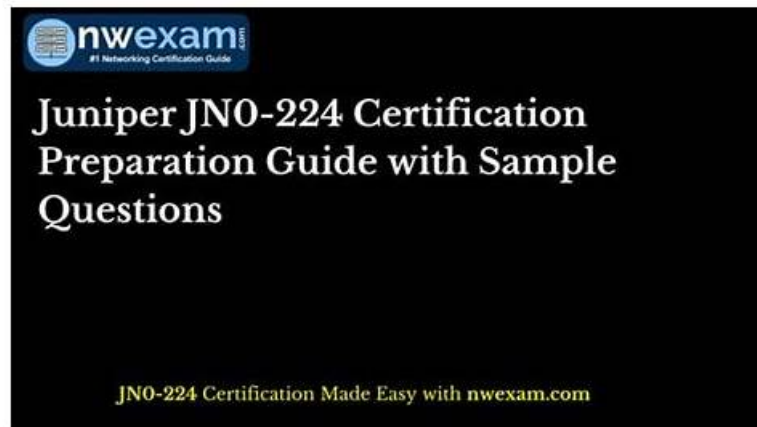 nwexam.com
#1 Networking Certification Guide
Juniper JN0-224 Certification
Preparation Guide with Sample
Questions
JN0-224 Certification Made Easy with nwexam.com